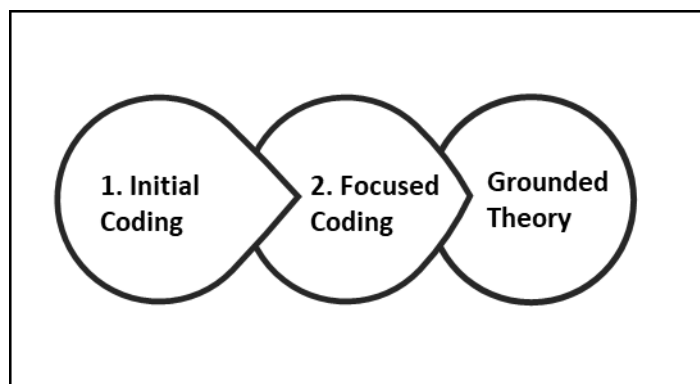 1. Initial
Coding
2. Focused
Coding
Grounded
Theory